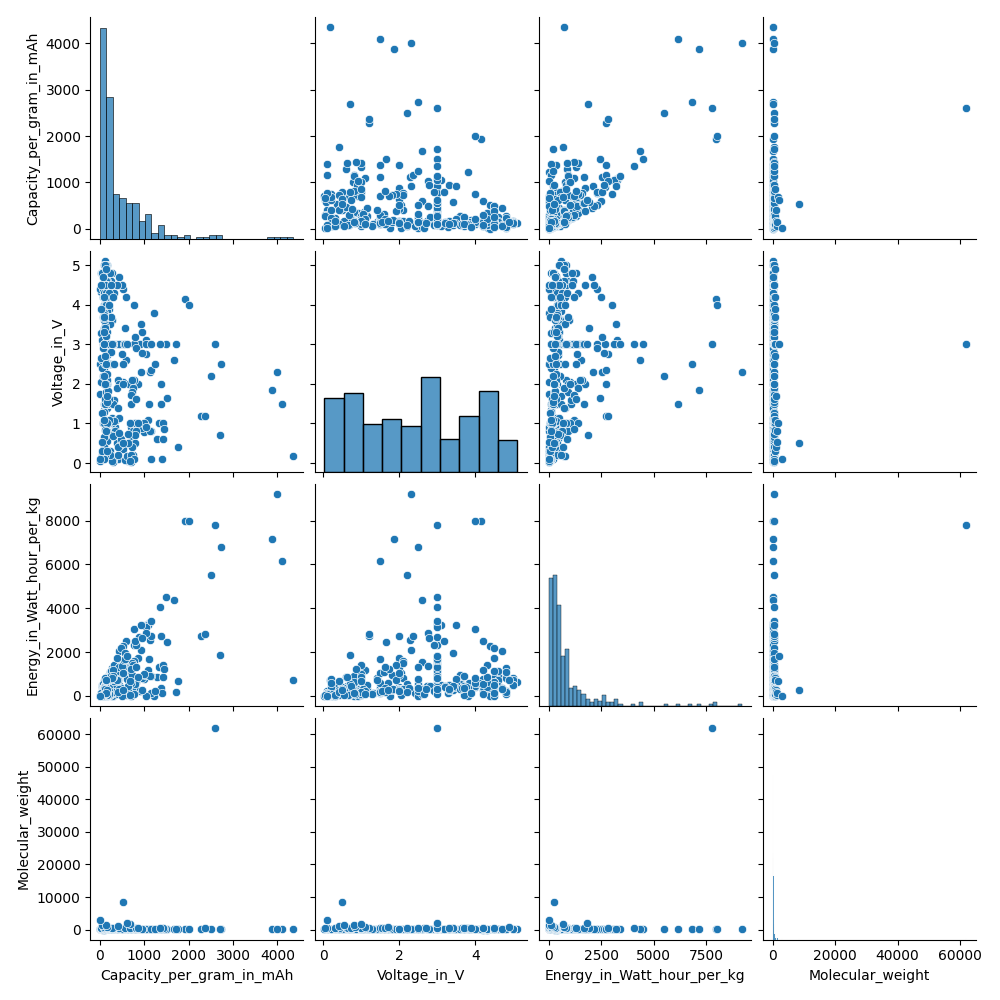 Capacity_per_gram_in_mAh
4000
3000
2000
1000
0
Voltage_in_V
5
4
3
2
1
0
Energy_in_Watt_hour_per_kg
8000
6000
4000
2000
0
Molecular_weight
60000
50000
40000
30000
20000
10000
0
0 1000 2000 3000 4000
0 2 4
0 2500 5000 7500
0 20000 40000 60000
Capacity_per_gram_in_mAh Voltage_in_V Energy_in_Watt_hour_per_kg Molecular_weight